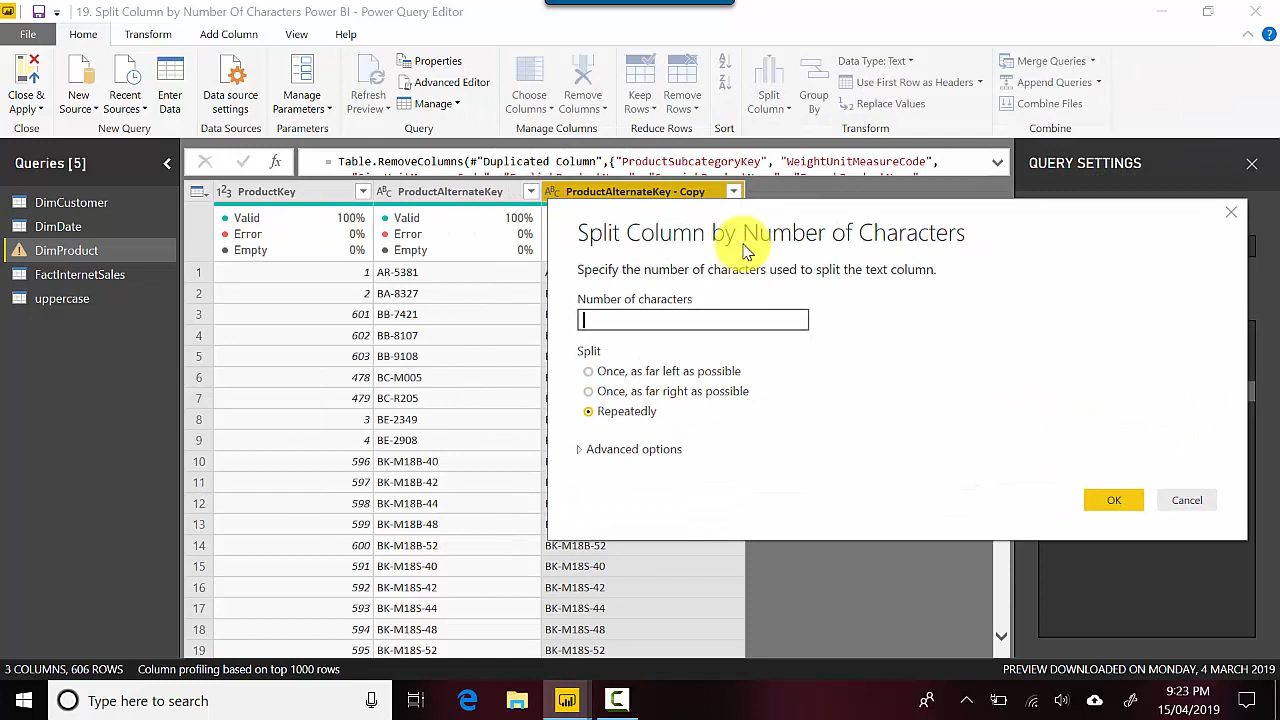 19. Split Column by Number Of Characters Power BI - Power Query Editor
File
Home
Transform
Add Column
View
Help
?
Close &
Apply
Close
New
Source
Recent
Sources
Enter
Data
New Query
Data source
settings
Data Sources
Manage
Parameters
Parameters
Refresh
Preview
Properties
Advanced Editor
Manage
Query
Choose
Columns
Remove
Columns
Manage Columns
Keep
Rows
Remove
Rows
Reduce Rows
Sort
Split
Column
Group
By
Data Type: Text
Use First Row as Headers
Replace Values
Transform
Merge Queries
Append Queries
Combine Files
Combine
Queries [5]
DimCustomer
DimDate
DimProduct
FactInternetSales
uppercase
fx
= Table.RemoveColumns(#"Duplicated Column",{"ProductSubcategoryKey", "WeightUnitMeasureCode",
QUERY SETTINGS
ProductKey
ProductAlternateKey
ProductAlternateKey - Copy
Valid 100%
Error 0%
Empty 0%
Valid 100%
Error 0%
Empty 0%
1 1 AR-5381
2 2 BA-8327
3 601 BB-7421
4 602 BB-8107
5 603 BB-9108
6 478 BC-M005
7 479 BC-R205
8 3 BE-2349
9 4 BE-2908
10 596 BK-M18B-40
11 597 BK-M18B-42
12 598 BK-M18B-44
13 599 BK-M18B-48
14 600 BK-M18B-52 BK-M18B-52
15 591 BK-M18S-40 BK-M18S-40
16 592 BK-M18S-42 BK-M18S-42
17 593 BK-M18S-44 BK-M18S-44
18 594 BK-M18S-48 BK-M18S-48
19 595 BK-M18S-52 BK-M18S-52
Split Column by Number of Characters
Specify the number of characters used to split the text column.
Number of characters
Split
Once, as far left as possible
Once, as far right as possible
Repeatedly
Advanced options
OK
Cancel
3 COLUMNS, 606 ROWS
Column profiling based on top 1000 rows
PREVIEW DOWNLOADED ON MONDAY, 4 MARCH 2019
Type here to search
9:23 PM
15/04/2019